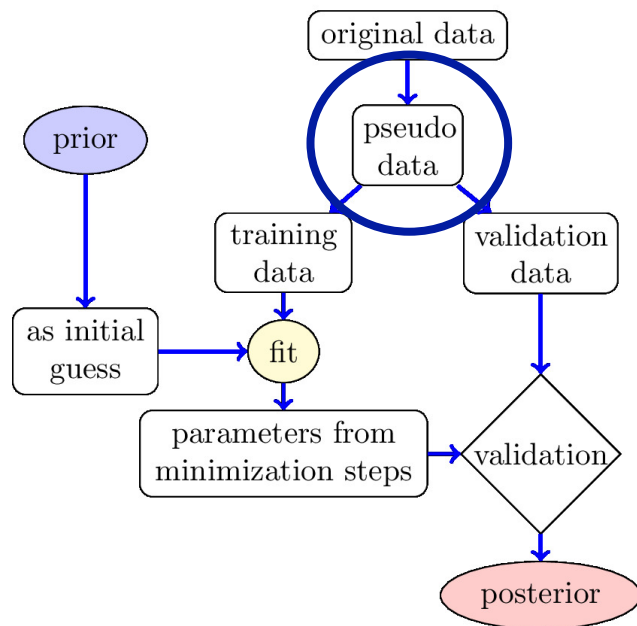 original data
prior
pseudo
data
training
data
validation
data
as initial
guess
fit
parameters from
minimization steps
validation
posterior